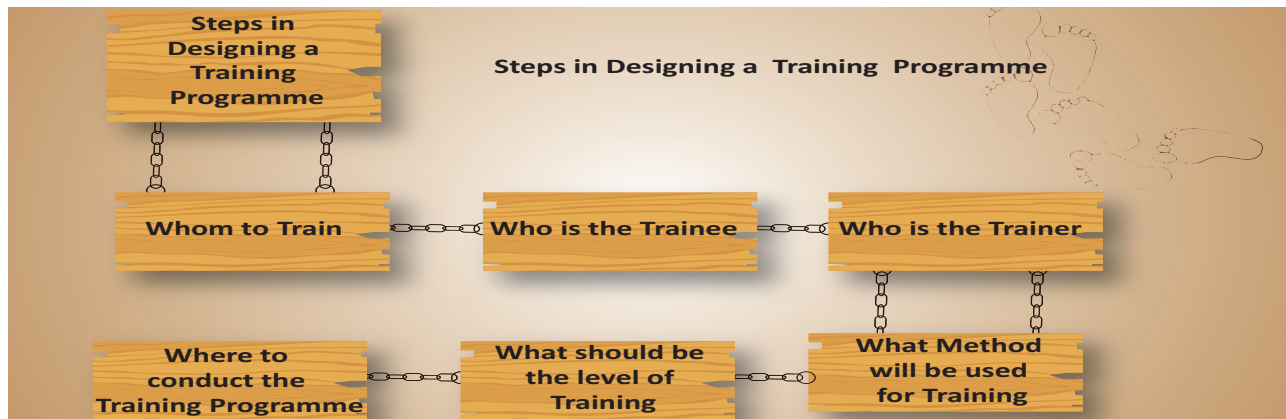 Steps in
Designing a
Training
Programme
Steps in Designing a Training Programme
Whom to Train
Who is the Trainee
Who is the Trainer
What Method
will be used
for Training
What should be
the level of
Training
Where to
conduct the
Training Programme